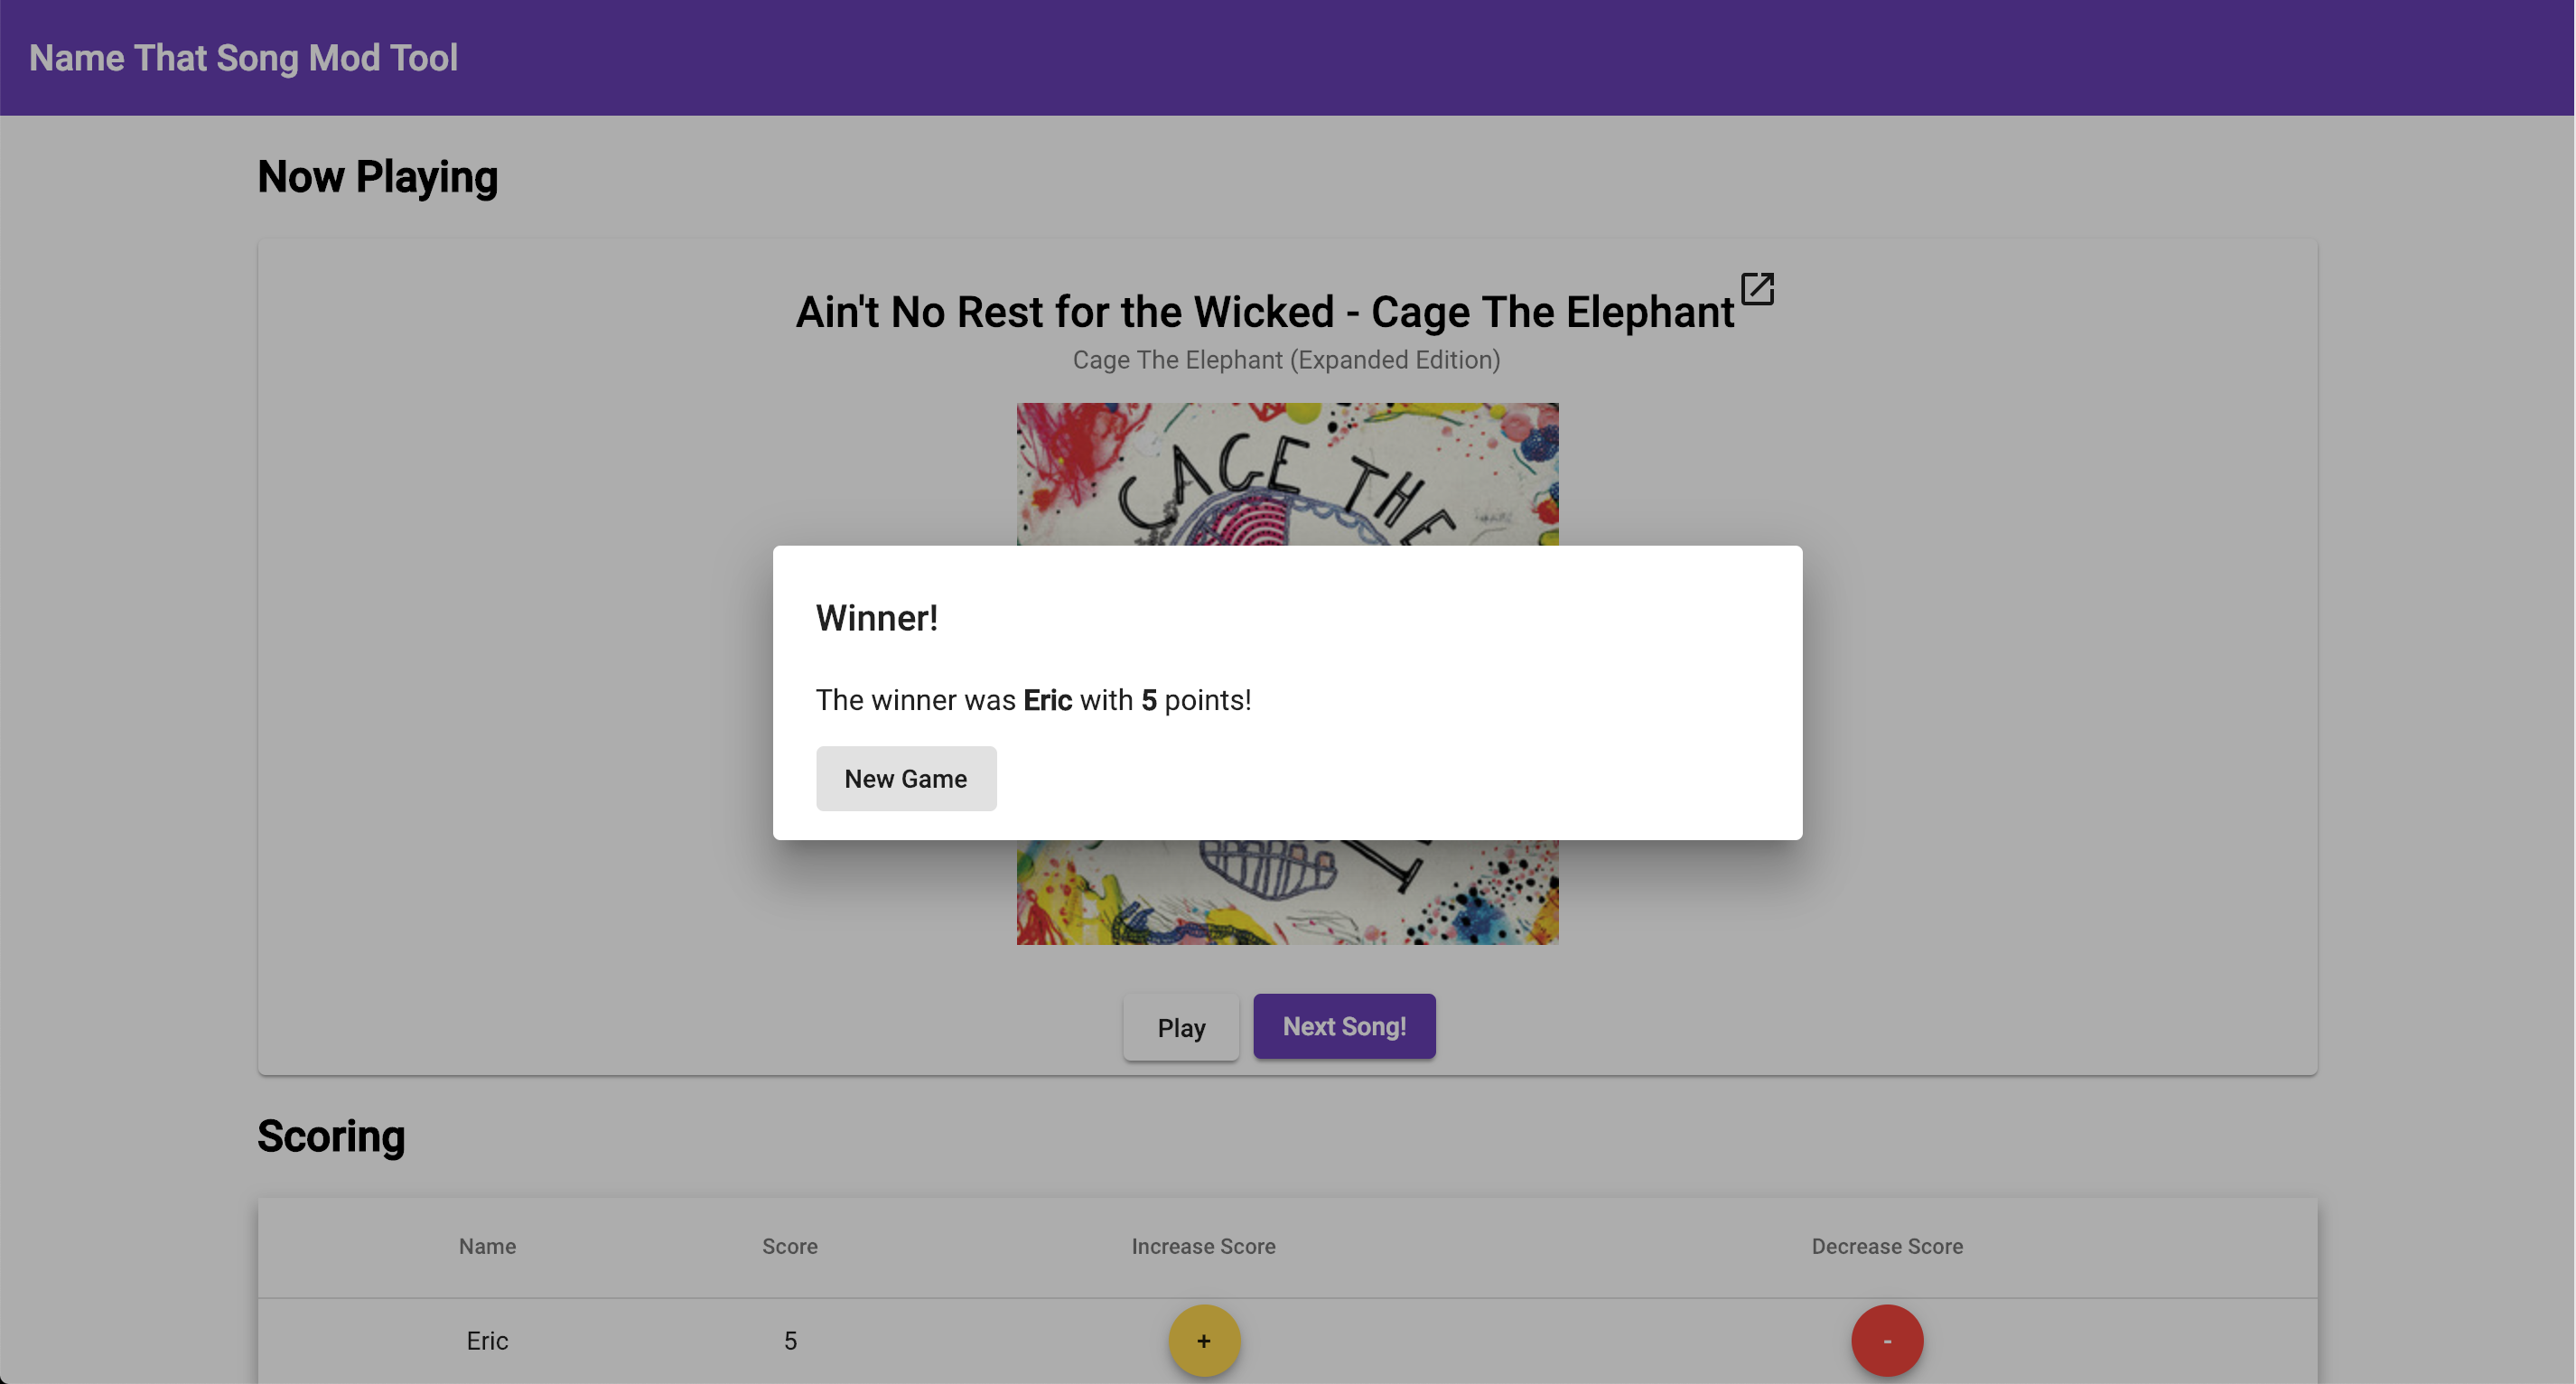 Name That Song Mod Tool
Now Playing
Ain't No Rest for the Wicked - Cage The Elephant
Cage The Elephant (Expanded Edition)
CAGE THE
Winner!
The winner was Eric with 5 points!
New Game
Play
Next Song!
Scoring
Name Score Increase Score Decrease Score
Eric 5 + -